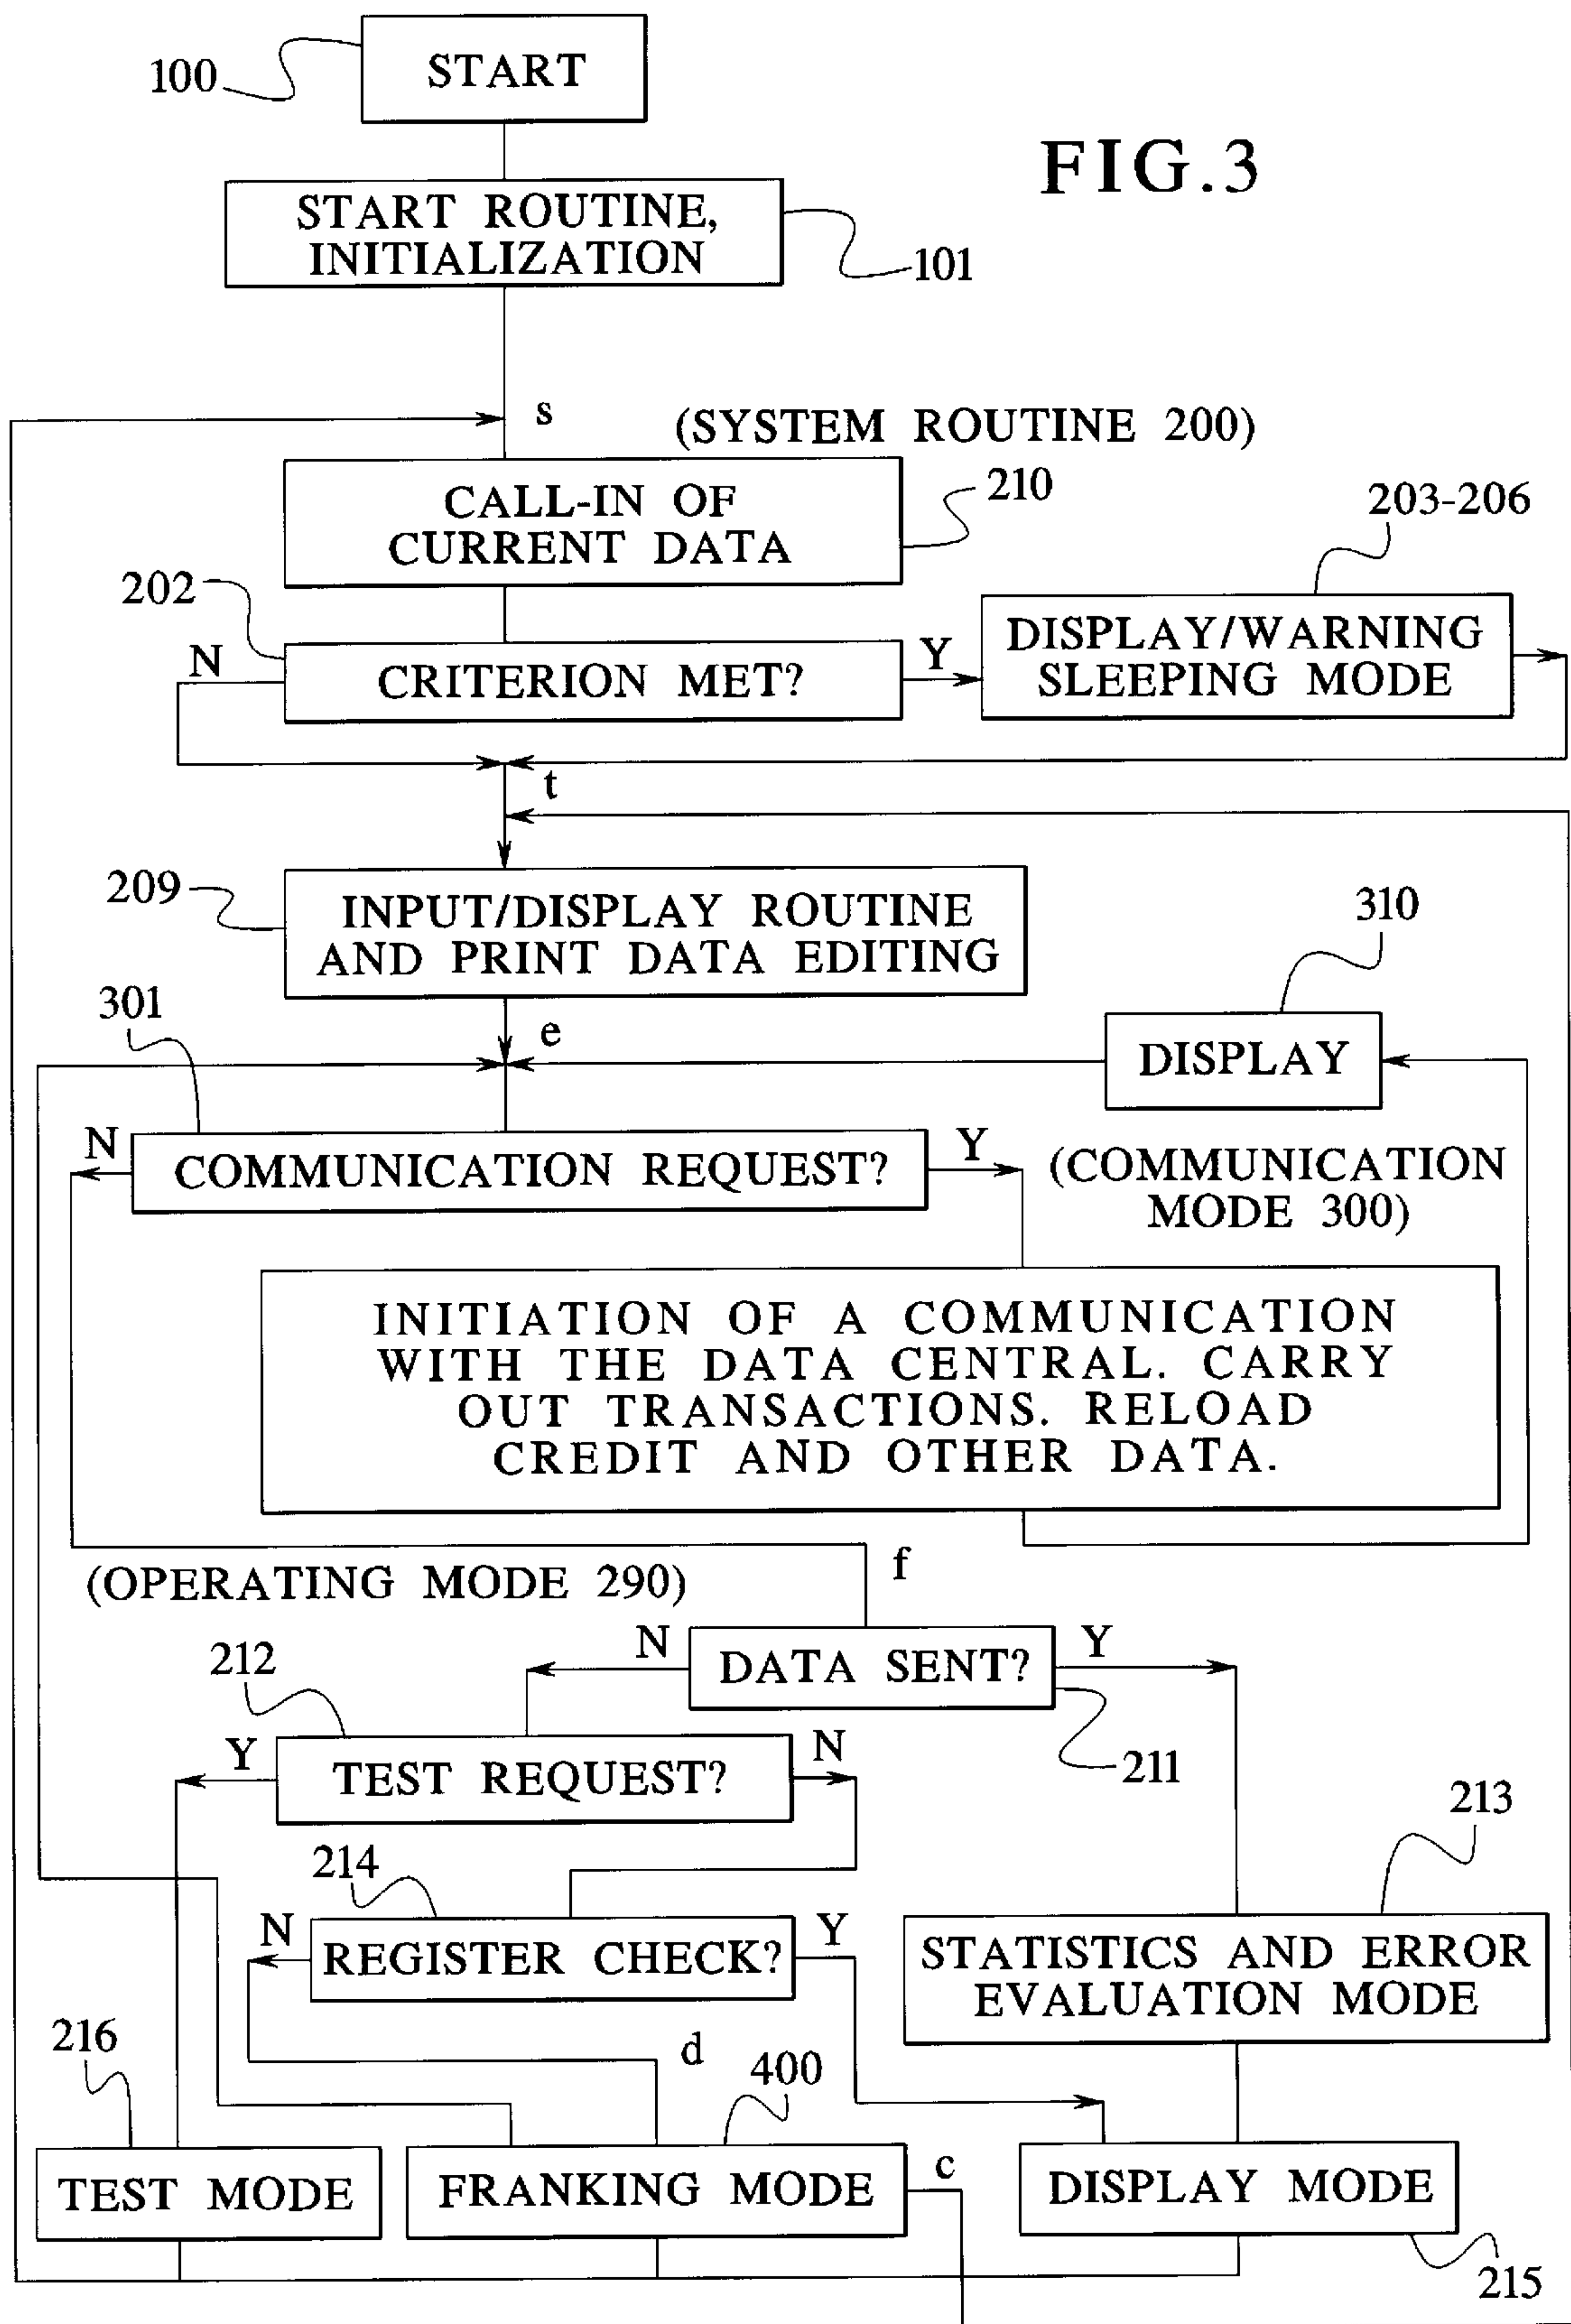 100
START
FIG.3
START ROUTINE,
INITIALIZATION
101
s
(SYSTEM ROUTINE 200)
CALL-IN OF
CURRENT DATA
210
203-206
202
N
CRITERION MET?
Y
DISPLAY/WARNING
SLEEPING MODE
t
209
INPUT/DISPLAY ROUTINE
AND PRINT DATA EDITING
310
301
e
DISPLAY
N
COMMUNICATION REQUEST?
Y
(COMMUNICATION
MODE 300)
INITIATION OF A COMMUNICATION
WITH THE DATA CENTRAL. CARRY
OUT TRANSACTIONS. RELOAD
CREDIT AND OTHER DATA.
f
(OPERATING MODE 290)
N
DATA SENT?
Y
212
211
Y
TEST REQUEST?
N
213
214
N
REGISTER CHECK?
Y
STATISTICS AND ERROR
EVALUATION MODE
216
d
400
TEST MODE
FRANKING MODE
c
DISPLAY MODE
215